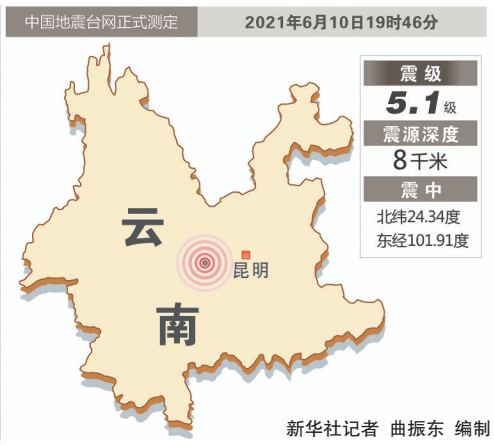 中国地震台网正式测定
2021年6月10日19时46分
震级
5.1级
震源深度
8千米
震中
北纬24.34度
东经101.91度
云
昆明
南
新华社记者 曲振东 编制